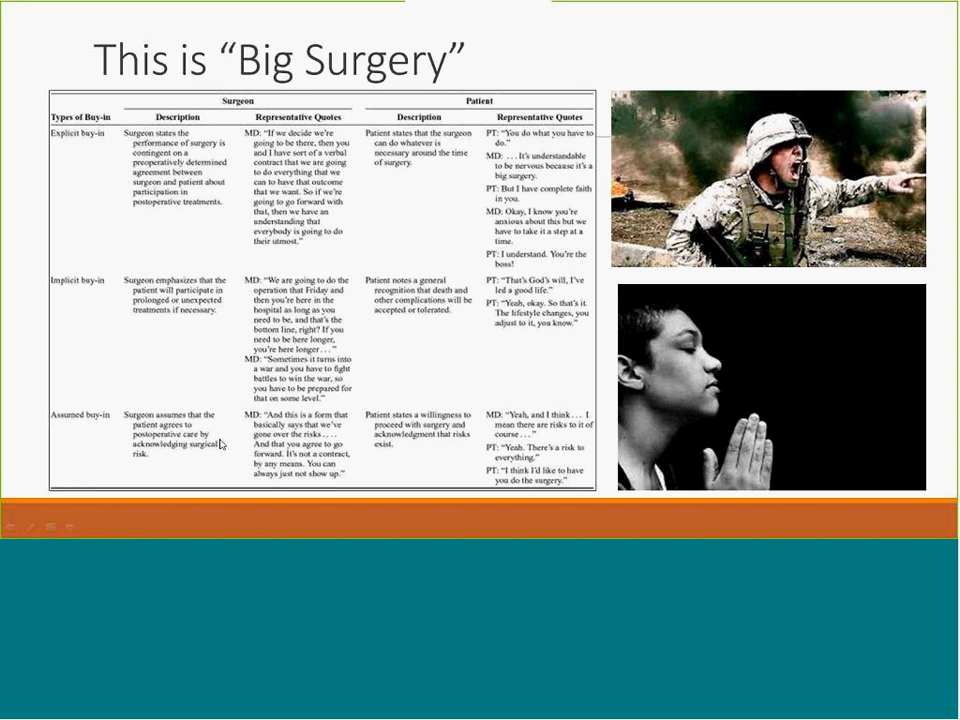 This is “Big Surgery”
Surgeon
Patient
Types of Buy-in
Description
Representative Quotes
Description
Representative Quotes
Explicit buy-in
Surgeon states the
performance of surgery is
contingent on a
preoperatively determined
agreement between
surgeon and patient about
participation in
postoperative treatments.
MD: “If we decide we’re
going to be there, then you
and I have sort of a verbal
contract that we are going
to do everything that we
can to have that outcome
that we want. So if we’re
going to go forward with
that, then we have an
understanding that
everybody is going to do
their utmost.”
Patient states that the surgeon
can do whatever is
necessary around the time
of surgery.
PT: “You do what you have to
do.”
MD: . . . It’s understandable
to be nervous because it’s a
big surgery.
PT: But I have complete faith
in you.
MD: Okay, I know you’re
anxious about this but we
have to take it a step at a
time.
PT: I understand. You’re the
boss!
Implicit buy-in
Surgeon emphasizes that the
patient will participate in
prolonged or unexpected
treatments if necessary.
MD: “We are going to do the
operation that Friday and
then you’re here in the
hospital as long as you
need to be, and that’s the
bottom line, right? If you
need to be here longer,
you’re here longer . . . ”
MD: “Sometimes it turns into
a war and you have to fight
battles to win the war, so
you have to be prepared for
that on some level.”
Patient notes a general
recognition that death and
other complications will be
accepted or tolerated.
PT: “That’s God’s will, I’ve
led a good life.”
PT: “Yeah, okay. So that’s it.
The lifestyle changes, you
adjust to it, you know.”
Assumed buy-in
Surgeon assumes that the
patient agrees to
postoperative care by
acknowledging surgical
risk.
MD: “And this is a form that
basically says that we’ve
gone over the risks . . . .
And that you agree to go
forward. It’s not a contract,
by any means. You can
always just not show up.”
Patient states a willingness to
proceed with surgery and
acknowledgment that risks
exist.
MD: “Yeah, and I think . . . I
mean there are risks to it of
course . . . ”
PT: “Yeah. There’s a risk to
everything.”
PT: “I think I’d like to have
you do the surgery.”